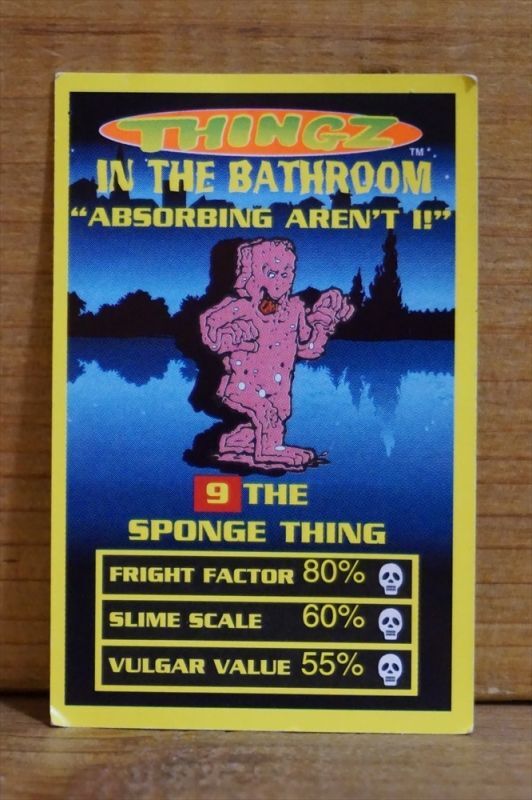 THINGZ
TM
IN THE BATHROOM
“ABSORBING AREN'T I!”
9 THE
SPONGE THING
FRIGHT FACTOR 80%
SLIME SCALE 60%
VULGAR VALUE 55%